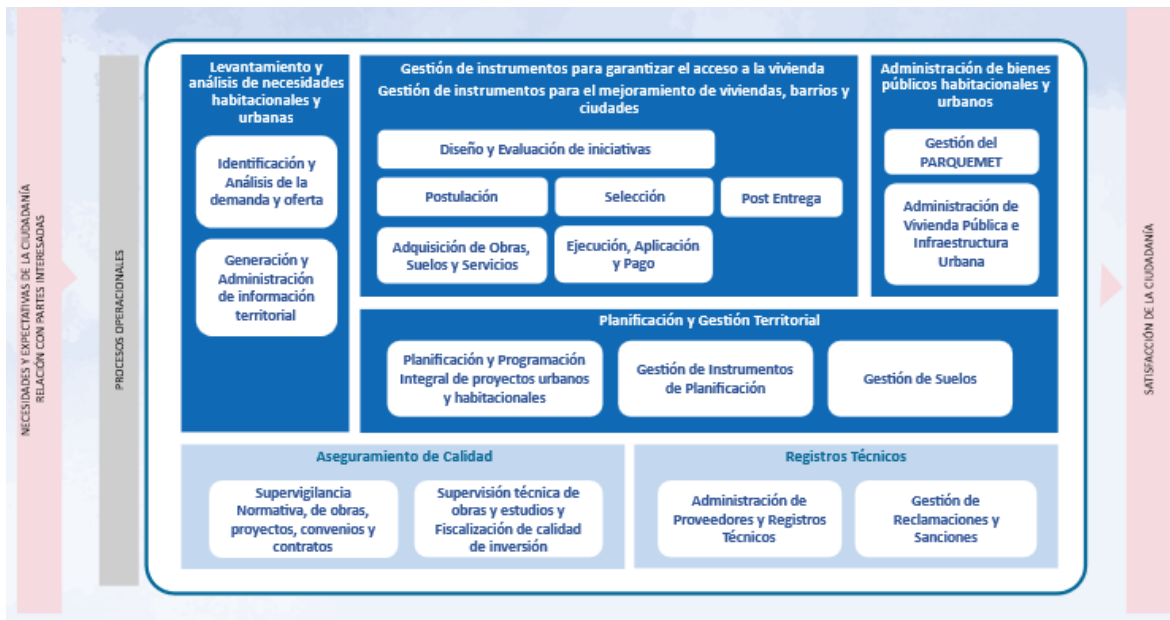 NECESIDADES Y EXPECTATIVAS DE LA CIUDADANÍA
RELACIÓN CON PARTES INTERESADAS
PROCESOS OPERACIONALES
Levantamiento y
análisis de necesidades
habitacionales y
urbanas
Identificación y
Análisis de la
demanda y oferta
Generación y
Administración
de información
territorial
Gestión de instrumentos para garantizar el acceso a la vivienda
Gestión de instrumentos para el mejoramiento de viviendas, barrios y
ciudades
Diseño y Evaluación de iniciativas
Postulación
Selección
Post Entrega
Adquisición de Obras,
Suelos y Servicios
Ejecución, Aplicación
y Pago
Administración de bienes
públicos habitacionales y
urbanos
Gestión del
PARQUEMET
Administración de
Vivienda Pública e
Infraestructura
Urbana
Planificación y Gestión Territorial
Planificación y Programación
Integral de proyectos urbanos
y habitacionales
Gestión de Instrumentos
de Planificación
Gestión de Suelos
Aseguramiento de Calidad
Supervigilancia
Normativa, de obras,
proyectos, convenios y
contratos
Supervisión técnica de
obras y estudios y
Fiscalización de calidad
de inversión
Registros Técnicos
Administración de
Proveedores y Registros
Técnicos
Gestión de
Reclamaciones y
Sanciones
SATISFACCIÓN DE LA CIUDADANÍA